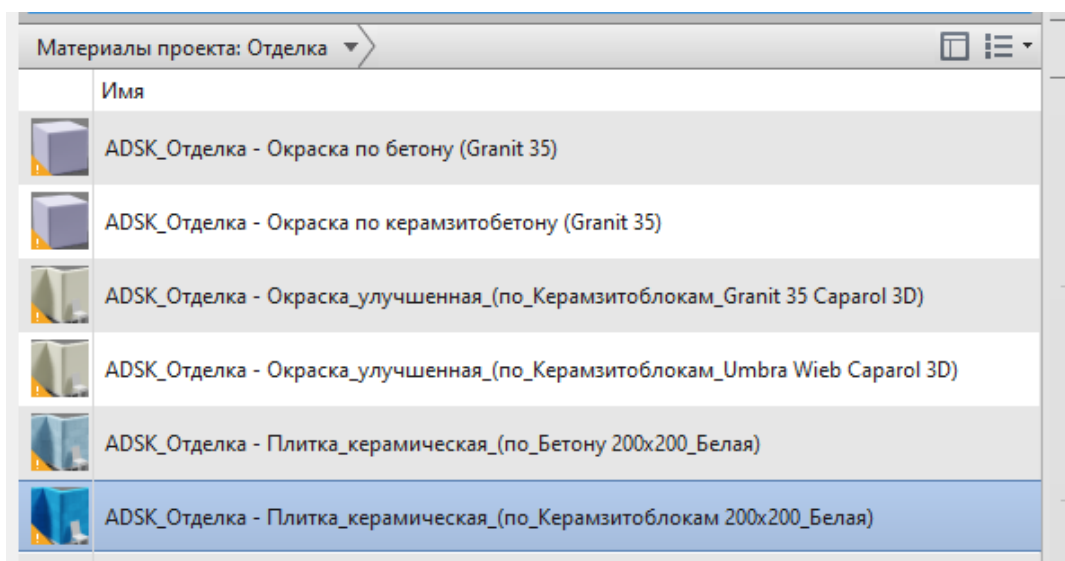 Материалы проекта: Отделка
Имя
ADSK_Отделка - Окраска по бетону (Granit 35)
ADSK_Отделка - Окраска по керамзитобетону (Granit 35)
ADSK_Отделка - Окраска_улучшенная_(по_Керамзитоблокам_Granit 35 Caparol 3D)
ADSK_Отделка - Окраска_улучшенная_(по_Керамзитоблокам_Umbra Wieb Caparol 3D)
ADSK_Отделка - Плитка_керамическая_(по_Бетону 200x200_Белая)
ADSK_Отделка - Плитка_керамическая_(по_Керамзитоблокам 200x200_Белая)